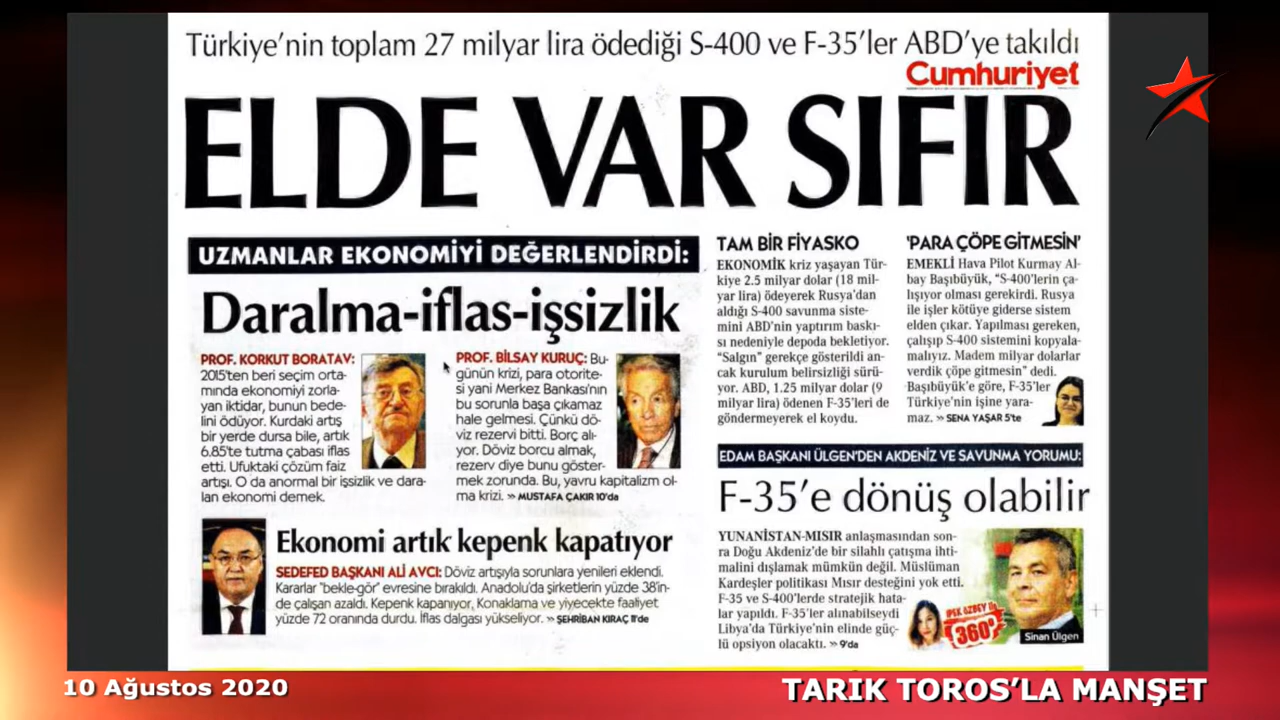 Türkiye'nin toplam 27 milyar lira ödediği S-400 ve F-35'ler ABD'ye takıldı
Cumhuriyet
ELDE VAR SIFIR
UZMANLAR EKONOMİYİ DEĞERLENDİRDİ:
Daralma-iflas-işsizlik
PROF. KORKUT BORATAV:
2015'ten beri seçim orta-
mında ekonomiyi zorla-
yan iktidar, bunun bede-
lini ödüyor. Kurdaki artış
bir yerde dursa bile, artık
6.85'te tutma çabası iflas
etti. Ufuktaki çözüm faiz
artışı. O da anormal bir işsizlik ve dara-
lan ekonomi demek.
PROF. BİLSAY KURUÇ: Bu-
günün krizi, para otorite-
si yani Merkez Bankası'nın
bu sorunla başa çıkamaz
hale gelmesi. Çünkü dö-
viz rezervi bitti. Borç alı-
yor. Döviz borcu almak,
rezerv diye bunu göster-
mek zorunda. Bu, yavru kapitalizm ol-
ma krizi. » MUSTAFA ÇAKIR 10'da
Ekonomi artık kepenk kapatıyor
SEDEFED BAŞKANI ALİ AVCI: Döviz artışıyla sorunlara yenileri eklendi.
Kararlar "bekle-gör" evresine bırakıldı. Anadolu'da şirketlerin yüzde 38'in-
de çalışan azaldı. Kepenk kapanıyor, Konaklama ve yiyecekte faaliyet
yüzde 72 oranında durdu. İflas dalgası yükseliyor. » ŞEHRİBAN KIRAÇ 11'de
TAM BİR FİYASKO
EKONOMİK kriz yaşayan Tür-
kiye 2.5 milyar dolar (18 mil-
yar lira) ödeyerek Rusya'dan
aldığı S-400 savunma siste-
mini ABD'nin yaptırım baskı-
sı nedeniyle depoda bekletiyor.
"Salgın" gerekçe gösterildi an-
cak kurulum belirsizliği sürü-
yor. ABD, 1.25 milyar dolar (9
milyar lira) ödenen F-35'leri de
göndermeyerek el koydu.
'PARA ÇÖPE GİTMESİN'
EMEKLİ Hava Pilot Kurmay Al-
bay Başıbüyük, "S-400'lerin ça-
lışıyor olması gerekirdi. Rusya
ile işler kötüye giderse sistem
elden çıkar. Yapılması gereken,
çalışıp S-400 sistemini kopyala-
malıyız. Madem milyar dolarlar
verdik çöpe gitmesin" dedi.
Başıbüyük'e göre, F-35'ler
Türkiye'nin işine yara-
maz. » SENA YAŞAR 5'te
EDAM BAŞKANI ÜLGEN'DEN AKDENİZ VE SAVUNMA YORUMU:
F-35'e dönüş olabilir
YUNANİSTAN-MISIR anlaşmasından son-
ra Doğu Akdeniz'de bir silahlı çatışma ihti-
malini dışlamak mümkün değil. Müslüman
Kardeşler politikası Mısır desteğini yok etti.
F-35 ve S-400'lerde stratejik hata-
lar yapıldı. F-35'ler alınabilseydi
Libya'da Türkiye'nin elinde güç-
lü opsiyon olacaktı. » 9'da
İPEK ÖZBEY ile
360°
Sinan Ülgen
10 Ağustos 2020
TARIK TOROS'LA MANŞET